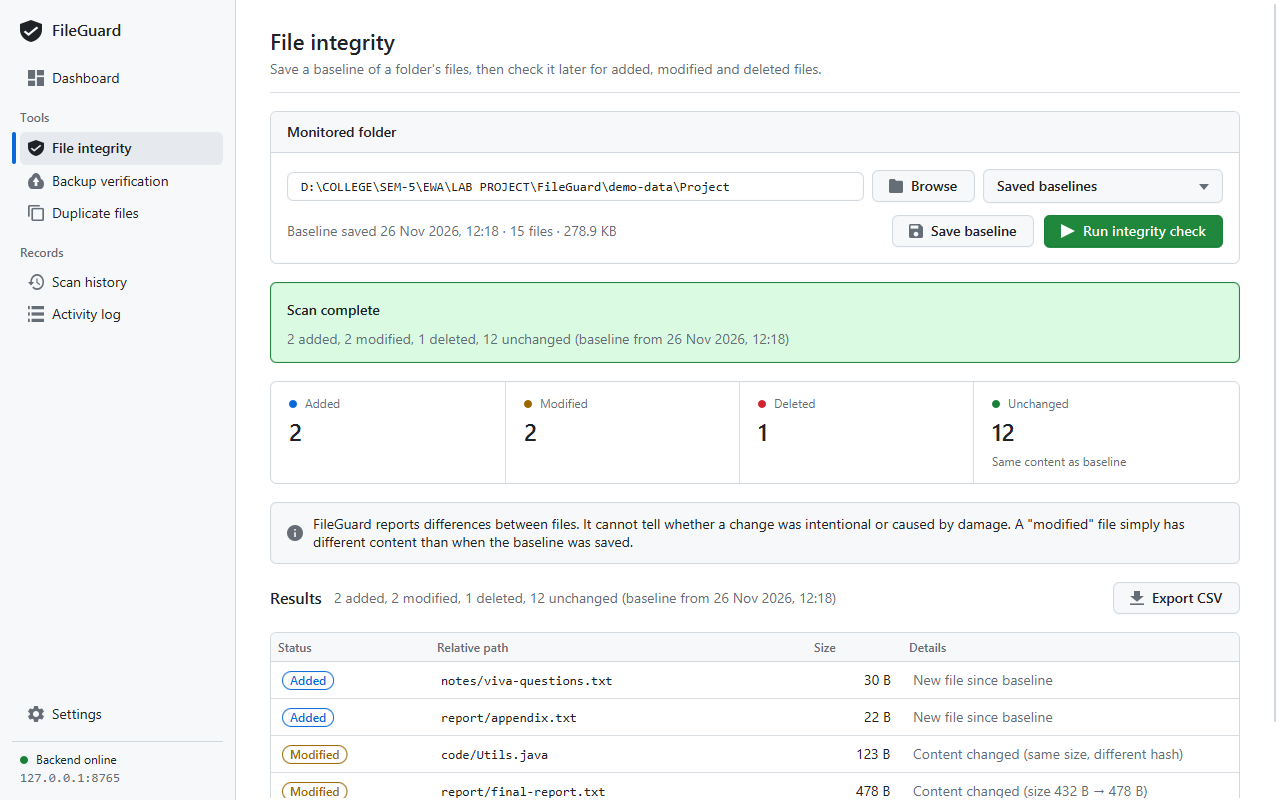 FileGuard
Dashboard
Tools
File integrity
Backup verification
Duplicate files
Records
Scan history
Activity log
Settings
Backend online
127.0.0.1:8765
File integrity
Save a baseline of a folder's files, then check it later for added, modified and deleted files.
Monitored folder
D:\COLLEGE\SEM-5\EWA\LAB PROJECT\FileGuard\demo-data\Project
Browse
Saved baselines
Baseline saved 26 Nov 2026, 12:18 · 15 files · 278.9 KB
Save baseline
Run integrity check
Scan complete
2 added, 2 modified, 1 deleted, 12 unchanged (baseline from 26 Nov 2026, 12:18)
Added
2
Modified
2
Deleted
1
Unchanged
12
Same content as baseline
FileGuard reports differences between files. It cannot tell whether a change was intentional or caused by damage. A "modified" file simply has
different content than when the baseline was saved.
Results 2 added, 2 modified, 1 deleted, 12 unchanged (baseline from 26 Nov 2026, 12:18)
Export CSV
Status Relative path Size Details
Added notes/viva-questions.txt 30 B New file since baseline
Added report/appendix.txt 22 B New file since baseline
Modified code/Utils.java 123 B Content changed (same size, different hash)
Modified report/final-report.txt 478 B Content changed (size 432 B → 478 B)